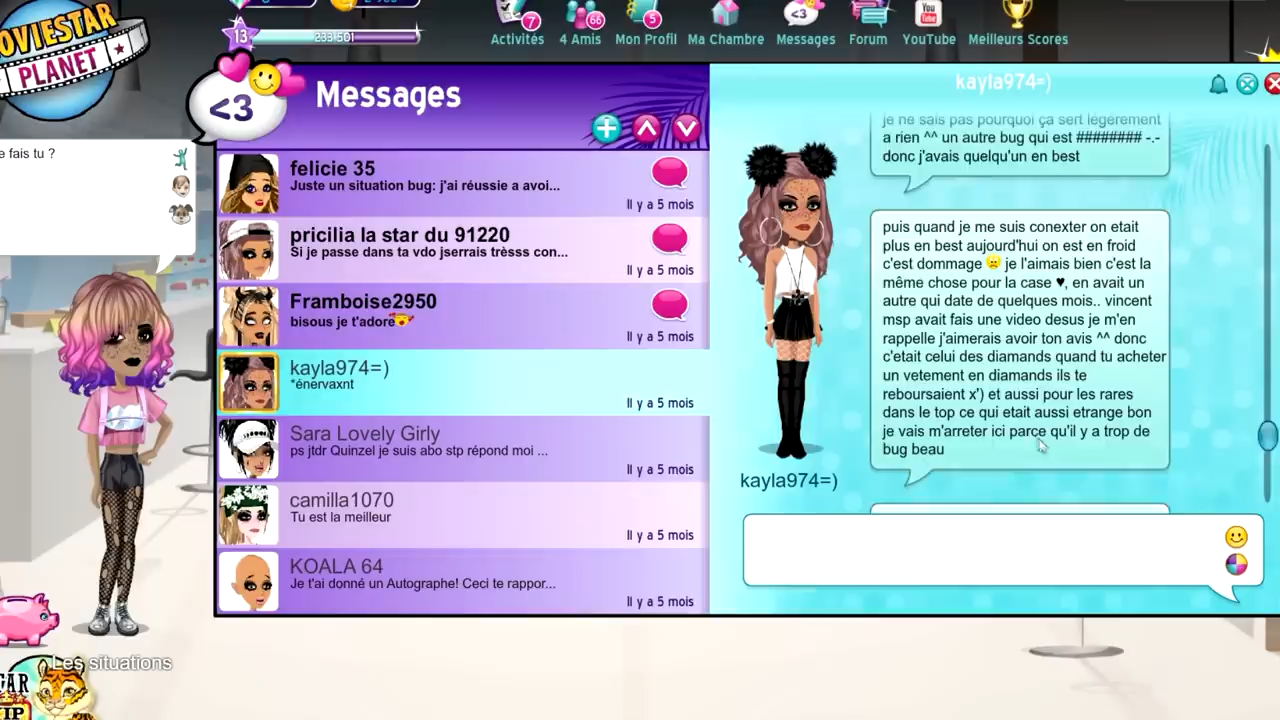 OVIESTAR
PLANET
13
233 501
7
Activités
66
4 Amis
5
Mon Profil
Ma Chambre
<3
Messages
Forum
You
Tube
YouTube
Meilleurs Scores
e fais tu ?
<3
Messages
felicie 35
Juste un situation bug: j'ai réussie a avoi...
Il y a 5 mois
pricilia la star du 91220
Si je passe dans ta vdo jserrais trèsss con...
Il y a 5 mois
Framboise2950
bisous je t'adore
Il y a 5 mois
kayla974=)
*énervaxnt
Il y a 5 mois
Sara Lovely Girly
ps jtdr Quinzel je suis abo stp répond moi ...
Il y a 5 mois
camilla1070
Tu est la meilleur
Il y a 5 mois
KOALA 64
Je t'ai donné un Autographe! Ceci te rappor...
Il y a 5 mois
kayla974=)
je ne sais pas pourquoi ça sert légèrement
a rien ^^ un autre bug qui est ######## -.-
donc j'avais quelqu'un en best
puis quand je me suis conexter on etait
plus en best aujourd'hui on est en froid
c'est dommage je l'aimais bien c'est la
même chose pour la case ♥, en avait un
autre qui date de quelques mois.. vincent
msp avait fais une video desus je m'en
rappelle j'aimerais avoir ton avis ^^ donc
c'etait celui des diamands quand tu acheter
un vetement en diamands ils te
reboursaient x') et aussi pour les rares
dans le top ce qui etait aussi etrange bon
je vais m'arreter ici parce qu'il y a trop de
bug beau
kayla974=)
Les situations
IP